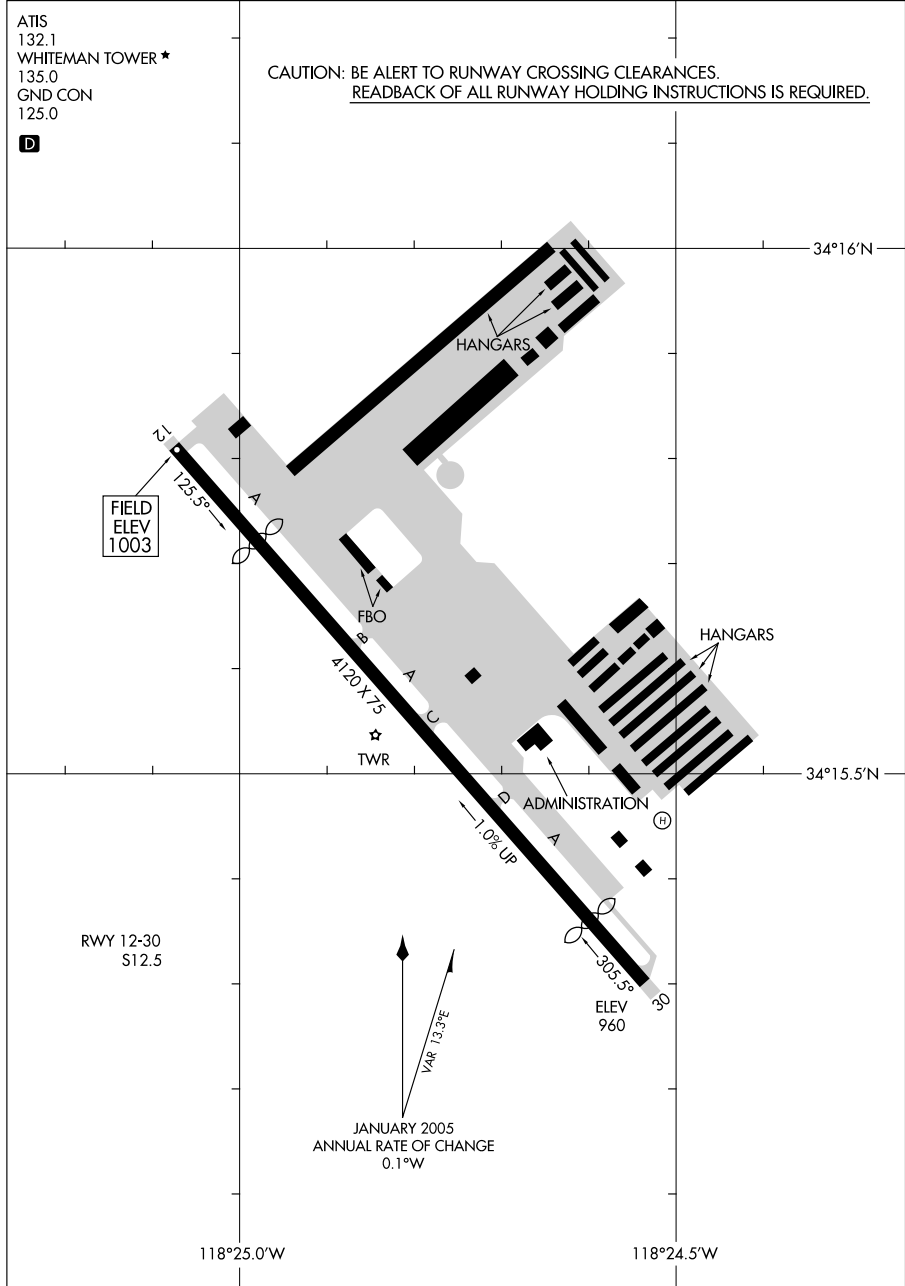 ATIS
132.1
WHITEMAN TOWER ★
135.0
GND CON
125.0
D
CAUTION: BE ALERT TO RUNWAY CROSSING CLEARANCES.
READBACK OF ALL RUNWAY HOLDING INSTRUCTIONS IS REQUIRED.
34°16'N
HANGARS
12
125.5°
FIELD
ELEV
1003
A
FBO
B
4120 X 75
A
C
HANGARS
TWR
34°15.5'N
ADMINISTRATION
H
D
1.0% UP
A
RWY 12-30
S12.5
305.5°
30
ELEV
960
VAR 13.3°E
JANUARY 2005
ANNUAL RATE OF CHANGE
0.1°W
118°25.0'W
118°24.5'W